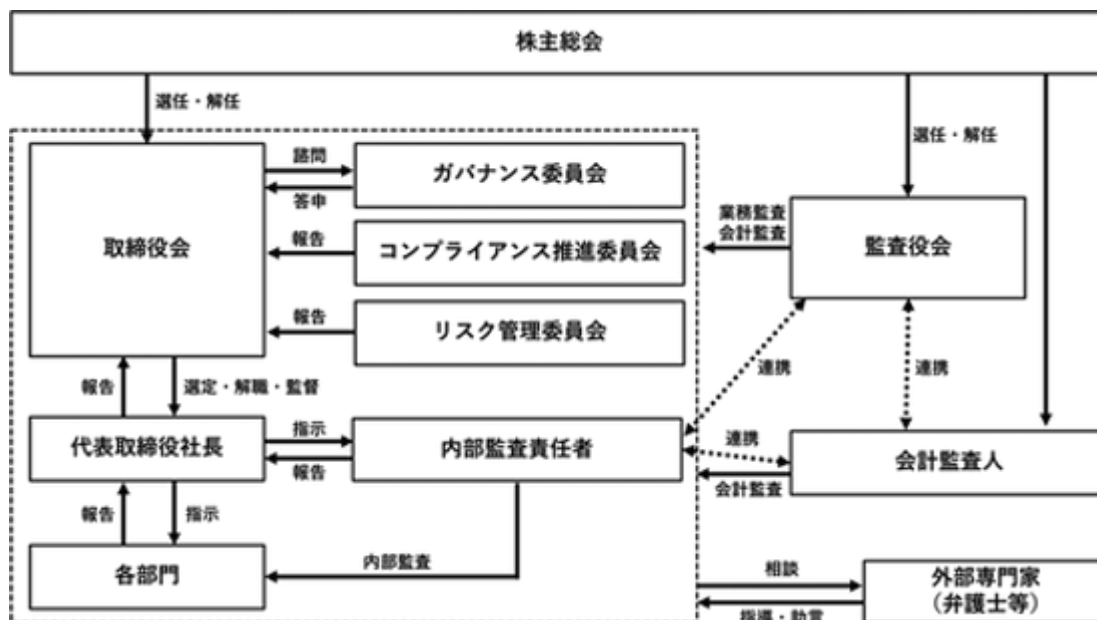 株主総会
選任・解任
選任・解任
取締役会
諮問
答申
ガバナンス委員会
報告
コンプライアンス推進委員会
報告
リスク管理委員会
業務監査
会計監査
監査役会
報告
選定・解職・監督
連携
連携
代表取締役社長
指示
報告
内部監査責任者
連携
会計監査
会計監査人
報告
指示
内部監査
各部門
相談
指導・助言
外部専門家
(弁護士等)